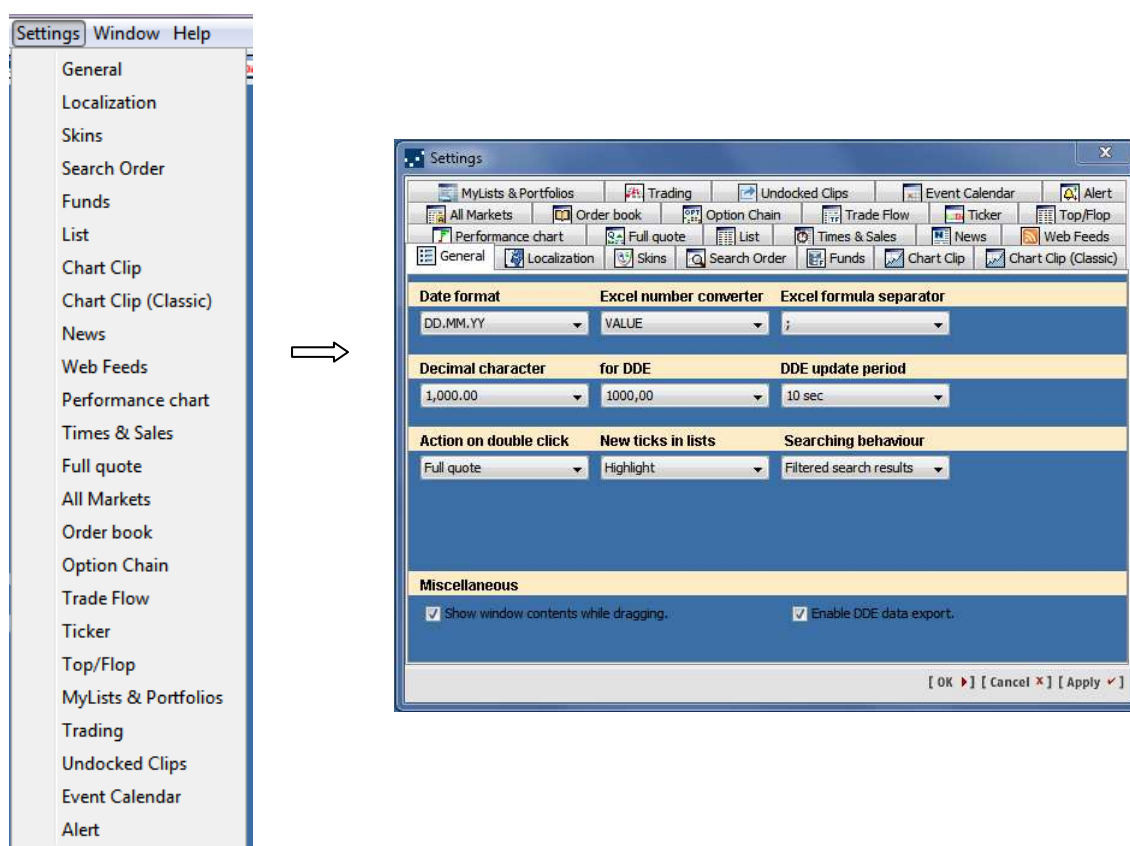 Settings Window Help
General
Localization
Skins
Search Order
Funds
List
Chart Clip
Chart Clip (Classic)
News
Web Feeds
Performance chart
Times & Sales
Full quote
All Markets
Order book
Option Chain
Trade Flow
Ticker
Top/Flop
MyLists & Portfolios
Trading
Undocked Clips
Event Calendar
Alert
Settings
MyLists & Portfolios Trading Undocked Clips Event Calendar Alert
All Markets Order book Option Chain Trade Flow Ticker Top/Flop
Performance chart Full quote List Times & Sales News Web Feeds
General Localization Skins Search Order Funds Chart Clip Chart Clip (Classic)
Date format Excel number converter Excel formula separator
DD.MM.YY VALUE ;
Decimal character for DDE DDE update period
1,000.00 1000,00 10 sec
Action on double click New ticks in lists Searching behaviour
Full quote Highlight Filtered search results
Miscellaneous
Show window contents while dragging. Enable DDE data export.
[ OK ] [ Cancel X ] [ Apply ✓ ]